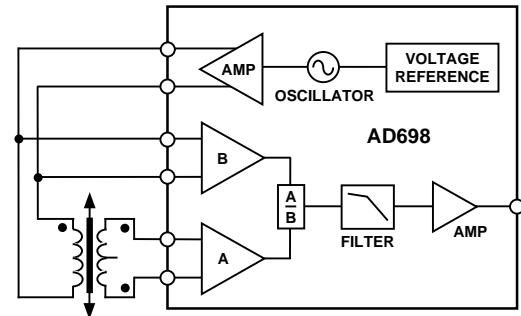 AMP
OSCILLATOR
VOLTAGE
REFERENCE
AD698
B
A
B
A
FILTER
AMP